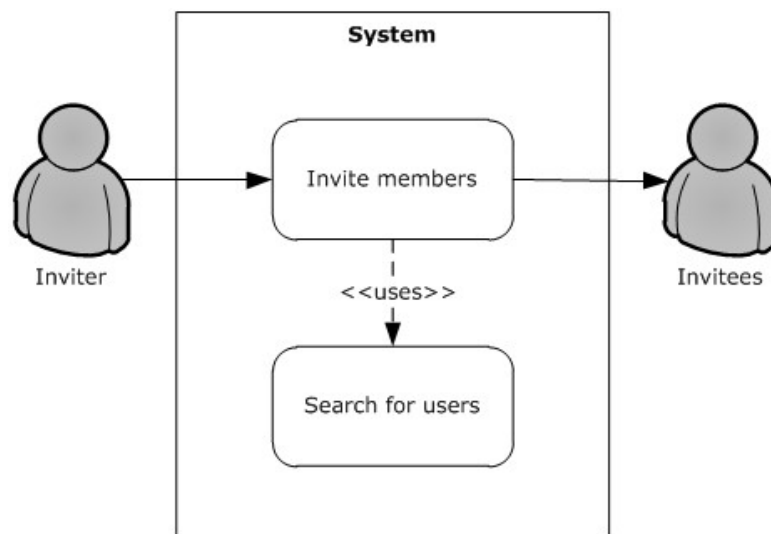 System
Invite members
Inviter
Invitees
<<uses>>
Search for users